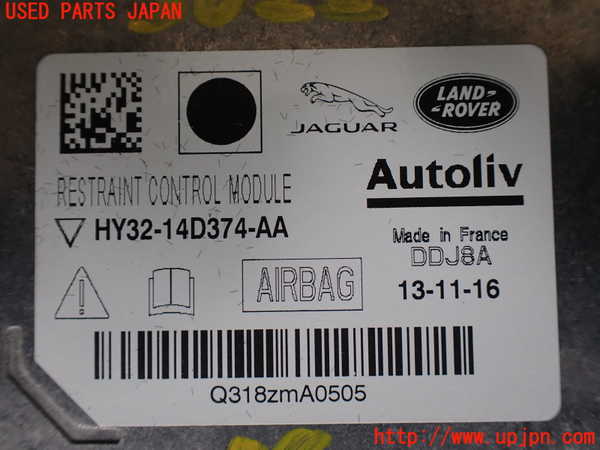 USED PARTS JAPAN
JAGUAR
LAND-
-ROVER
RESTRAINT CONTROL MODULE
Autoliv
HY32-14D374-AA
Made in France
DDJ8A
AIRBAG
13-11-16
Q318zmA0505
UPJ
http://www.upjpn.com/